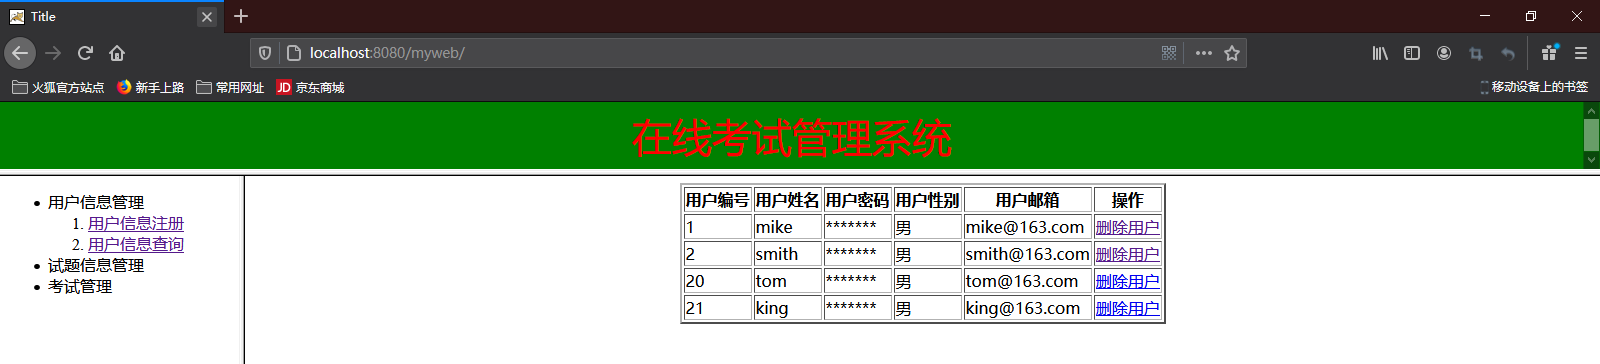 Title
localhost:8080/myweb/
火狐官方站点 新手上路 常用网址 JD 京东商城 移动设备上的书签
在线考试管理系统
• 用户信息管理
1. 用户信息注册
2. 用户信息查询
• 试题信息管理
• 考试管理
用户编号 用户姓名 用户密码 用户性别 用户邮箱 操作
1 mike ******* 男 mike@163.com 删除用户
2 smith ******* 男 smith@163.com 删除用户
20 tom ******* 男 tom@163.com 删除用户
21 king ******* 男 king@163.com 删除用户